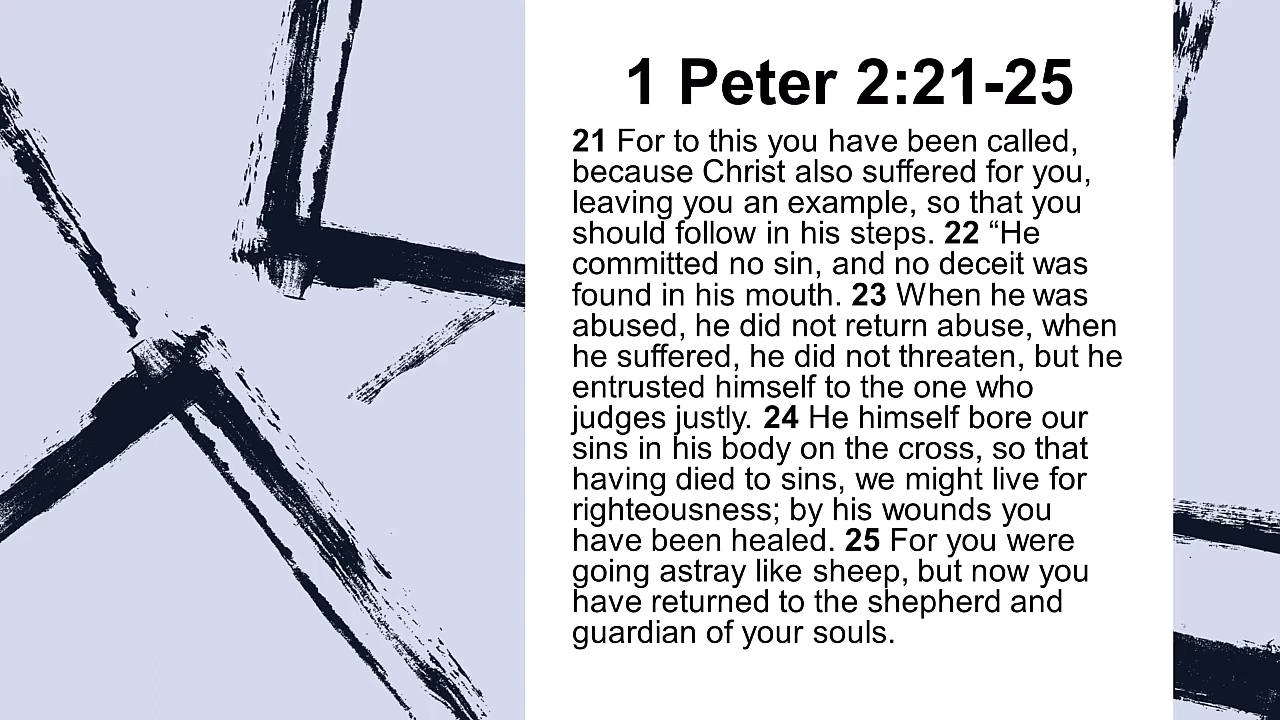 1 Peter 2:21-25
21 For to this you have been called,
because Christ also suffered for you,
leaving you an example, so that you
should follow in his steps. 22 “He
committed no sin, and no deceit was
found in his mouth. 23 When he was
abused, he did not return abuse, when
he suffered, he did not threaten, but he
entrusted himself to the one who
judges justly. 24 He himself bore our
sins in his body on the cross, so that
having died to sins, we might live for
righteousness; by his wounds you
have been healed. 25 For you were
going astray like sheep, but now you
have returned to the shepherd and
guardian of your souls.